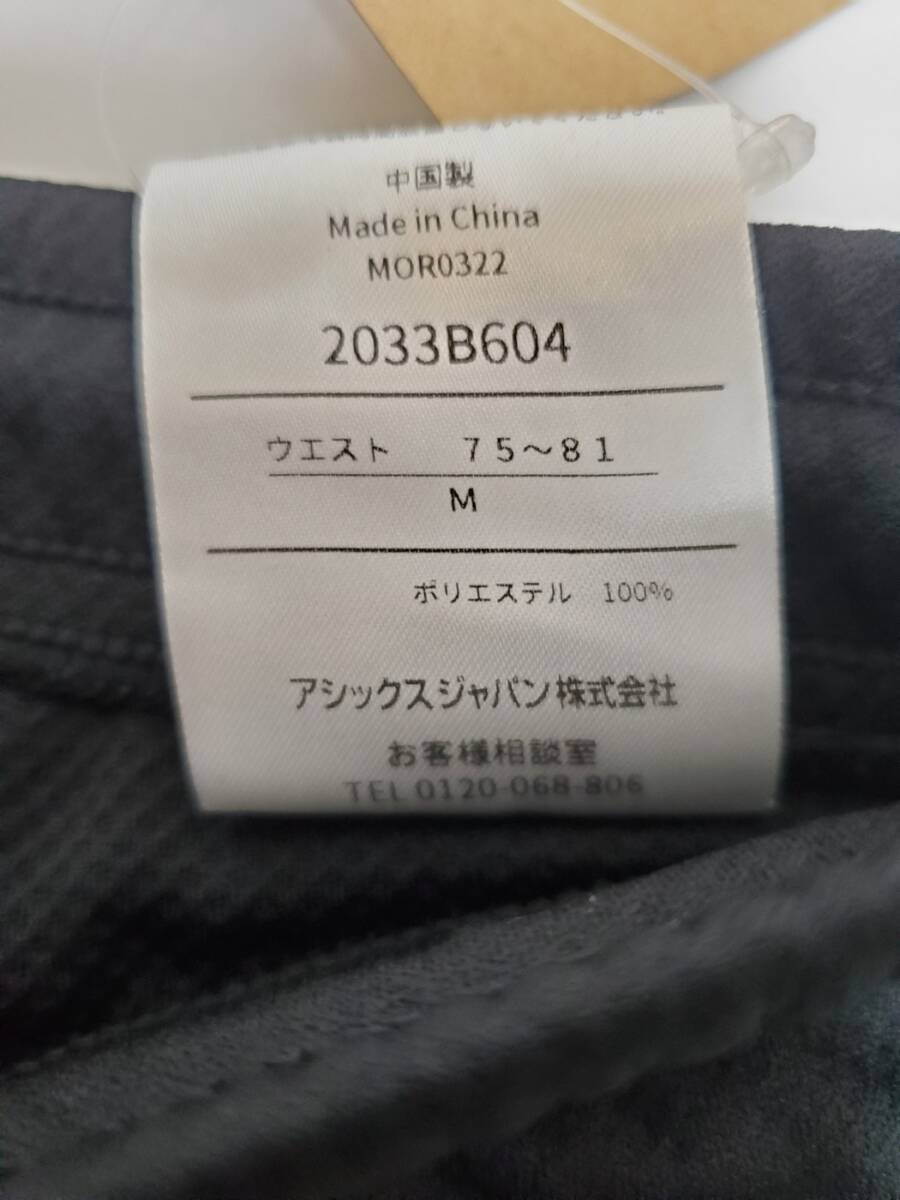 中国製
Made in China
MOR0322
2033B604
ウエスト　７５～８１
M
ポリエステル　100%
アシックスジャパン株式会社
お客様相談室
TEL 0120-068-806